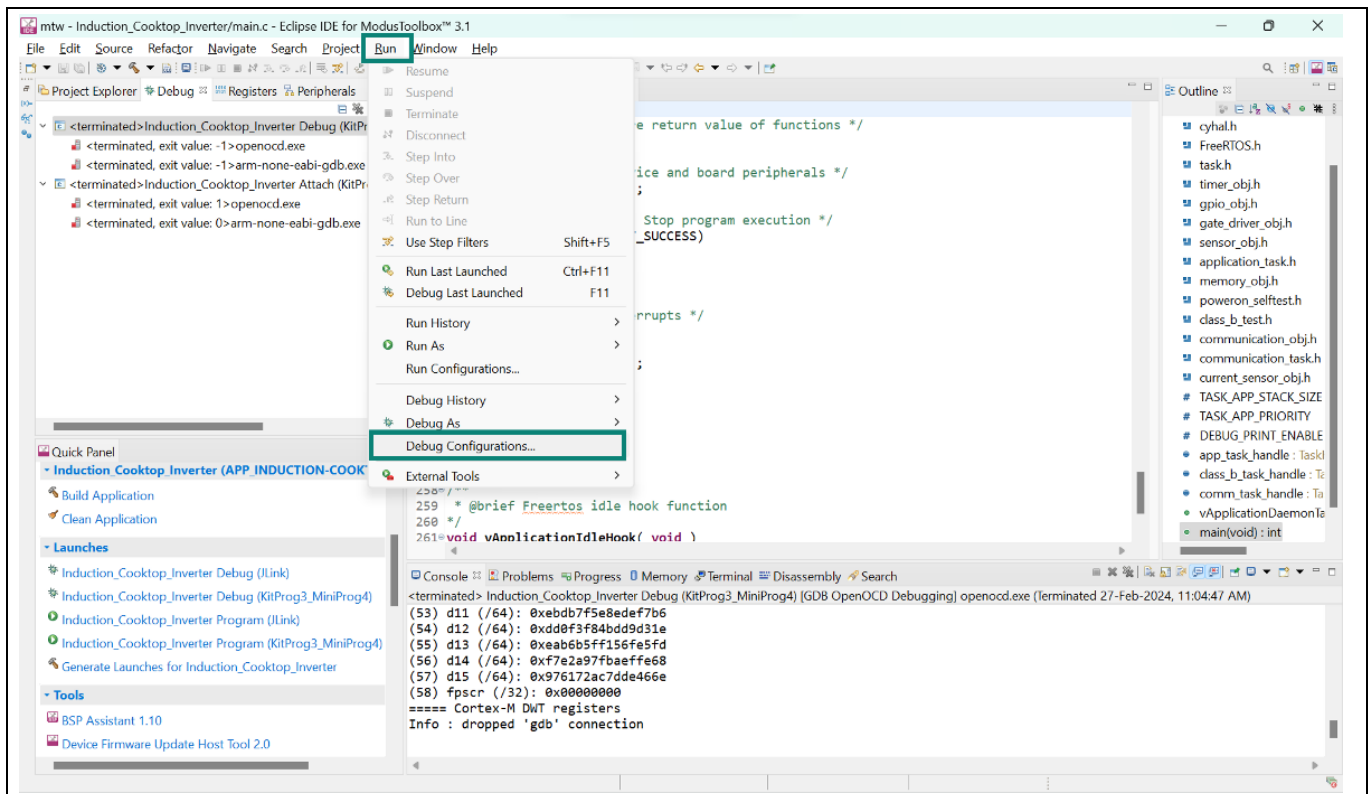 mtw - Induction_Cooktop_Inverter/main.c - Eclipse IDE for ModusToolbox™ 3.1
File Edit Source Refactor Navigate Search Project Run Window Help
Project Explorer Debug Registers Peripherals
<terminated>Induction_Cooktop_Inverter Debug (KitPr
<terminated, exit value: -1>openocd.exe
<terminated, exit value: -1>arm-none-eabi-gdb.exe
<terminated>Induction_Cooktop_Inverter Attach (KitPr
<terminated, exit value: 1>openocd.exe
<terminated, exit value: 0>arm-none-eabi-gdb.exe
Resume
Suspend
Terminate
Disconnect
Step Into
Step Over
Step Return
Run to Line
Use Step Filters Shift+F5
Run Last Launched Ctrl+F11
Debug Last Launched F11
Run History
Run As
Run Configurations...
Debug History
Debug As
Debug Configurations...
External Tools
e return value of functions */
ice and board peripherals */
;
Stop program execution */
_SUCCESS)
rrupts */
;
258 /**
259 * @brief Freertos idle hook function
260 */
261 void vApplicationIdleHook( void )
Outline
cyhal.h
FreeRTOS.h
task.h
timer_obj.h
gpio_obj.h
gate_driver_obj.h
sensor_obj.h
application_task.h
memory_obj.h
poweron_selftest.h
class_b_test.h
communication_obj.h
communication_task.h
current_sensor_obj.h
TASK_APP_STACK_SIZE
TASK_APP_PRIORITY
DEBUG_PRINT_ENABLE
app_task_handle : TaskH
class_b_task_handle : Ta
comm_task_handle : Ta
vApplicationDaemonTa
main(void) : int
Quick Panel
Induction_Cooktop_Inverter (APP_INDUCTION-COOKT
Build Application
Clean Application
Launches
Induction_Cooktop_Inverter Debug (JLink)
Induction_Cooktop_Inverter Debug (KitProg3_MiniProg4)
Induction_Cooktop_Inverter Program (JLink)
Induction_Cooktop_Inverter Program (KitProg3_MiniProg4)
Generate Launches for Induction_Cooktop_Inverter
Tools
BSP Assistant 1.10
Device Firmware Update Host Tool 2.0
Console Problems Progress Memory Terminal Disassembly Search
<terminated> Induction_Cooktop_Inverter Debug (KitProg3_MiniProg4) [GDB OpenOCD Debugging] openocd.exe (Terminated 27-Feb-2024, 11:04:47 AM)
(53) d11 (/64): 0xebdb7f5e8edef7b6
(54) d12 (/64): 0xdd0f3f84bdd9d31e
(55) d13 (/64): 0xeab6b5ff156fe5fd
(56) d14 (/64): 0xf7e2a97fbaeffe68
(57) d15 (/64): 0x976172ac7dde466e
(58) fpscr (/32): 0x00000000
===== Cortex-M DWT registers
Info : dropped 'gdb' connection